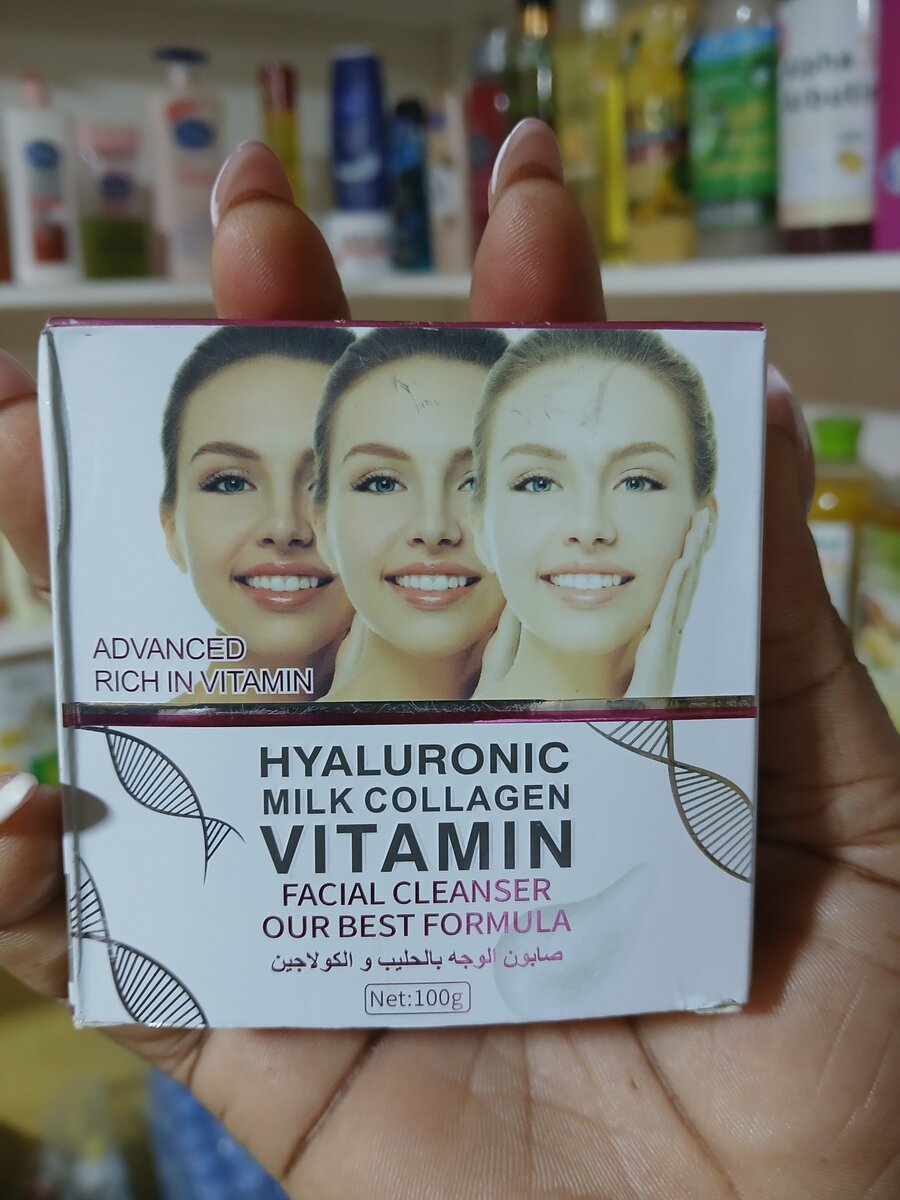 ADVANCED
RICH IN VITAMIN
HYALURONIC
MILK COLLAGEN
VITAMIN
FACIAL CLEANSER
OUR BEST FORMULA
صابون الوجه بالحليب و الكولاجين
Net:100g